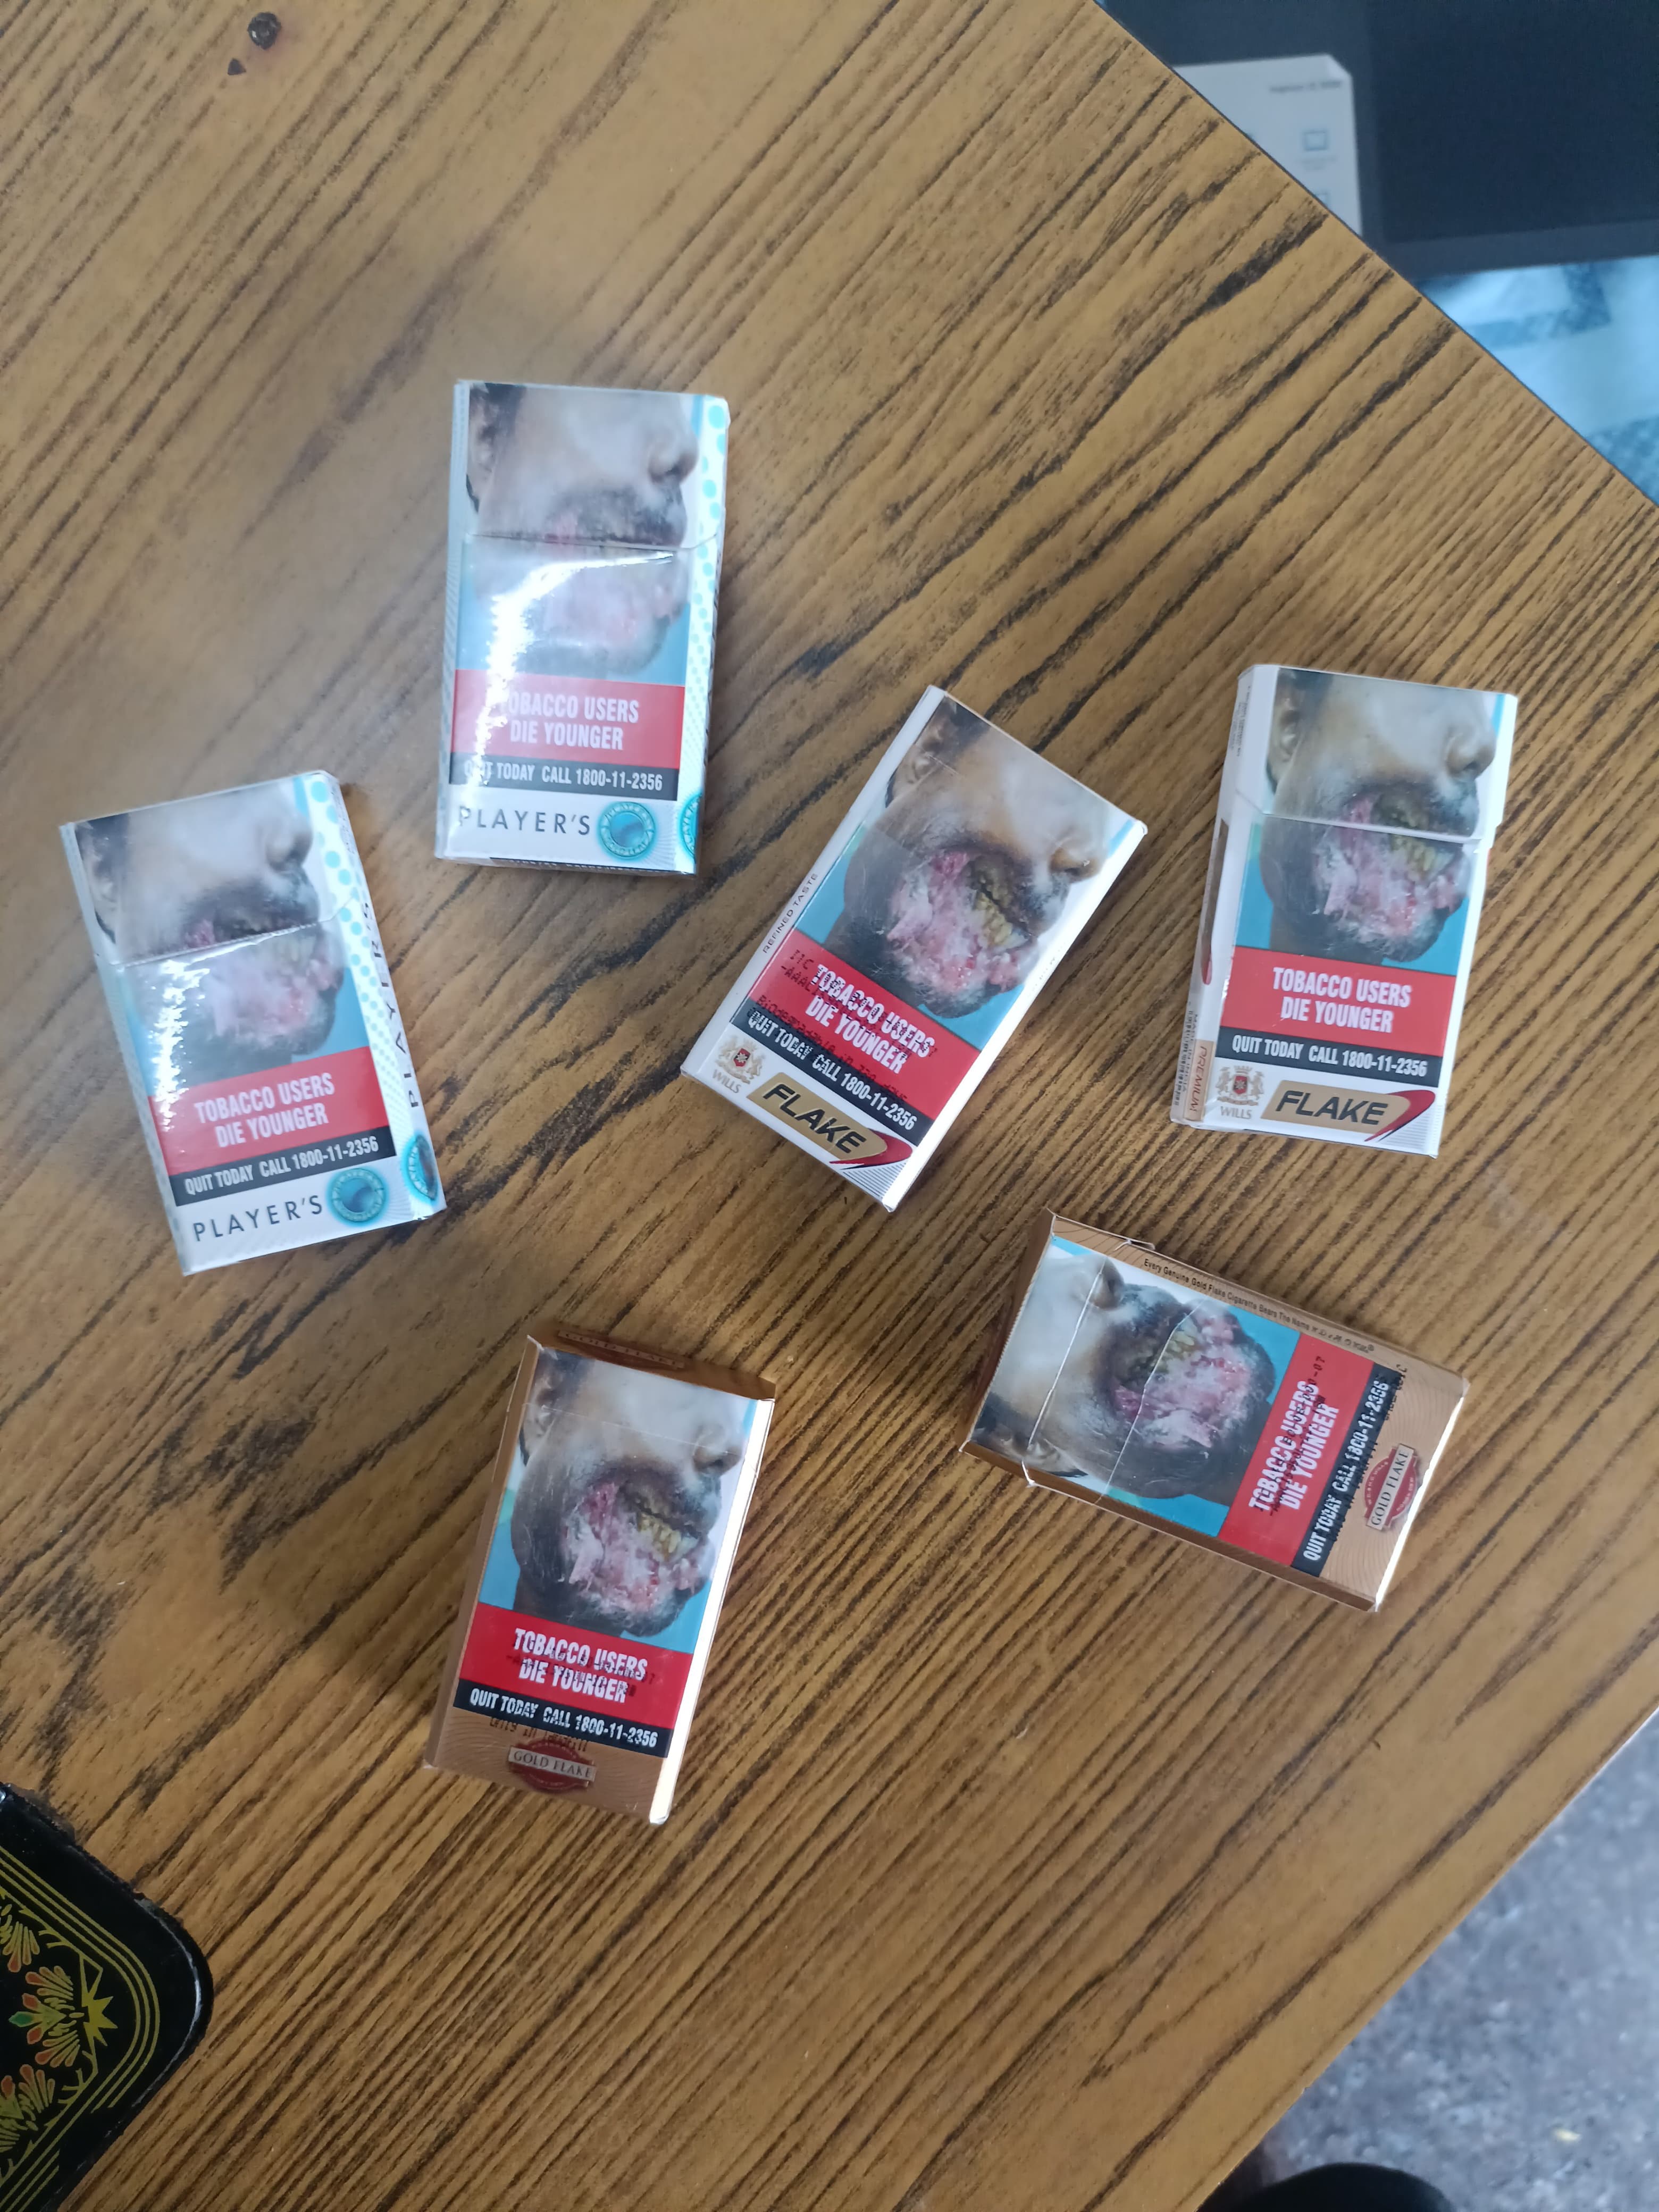 TOBACCO USERS
DIE YOUNGER
QUIT TODAY CALL 1800-11-2356
PLAYER'S
TOBACCO USERS
DIE YOUNGER
QUIT TODAY CALL 1800-11-2356
PLAYER'S
PLAYER'S
REFINED TASTE
TOBACCO USERS
DIE YOUNGER
QUIT TODAY CALL 1800-11-2356
WILLS
FLAKE
TOBACCO USERS
DIE YOUNGER
QUIT TODAY CALL 1800-11-2356
PREMIUM
WILLS
FLAKE
Every Genuine Gold Flake Cigarette Bears The Name
TOBACCO USERS
DIE YOUNGER
QUIT TODAY CALL 1800-11-2356
GOLD FLAKE
TOBACCO USERS
DIE YOUNGER
QUIT TODAY CALL 1800-11-2356
GOLD FLAKE